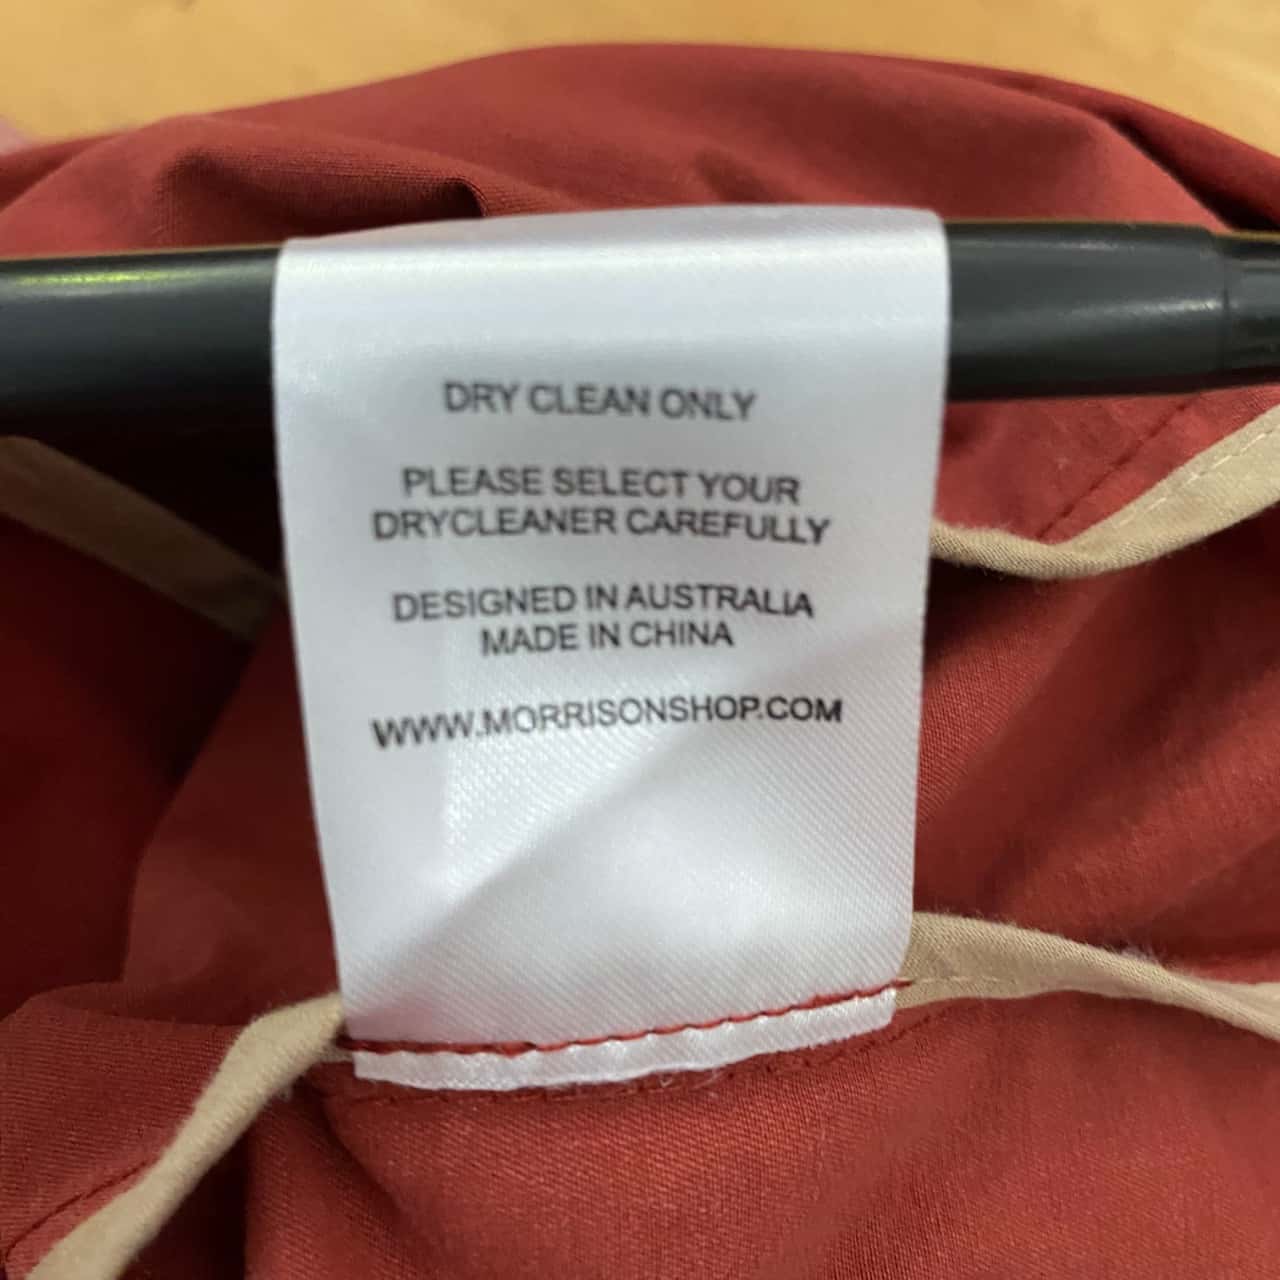 DRY CLEAN ONLY
PLEASE SELECT YOUR
DRYCLEANER CAREFULLY
DESIGNED IN AUSTRALIA
MADE IN CHINA
WWW.MORRISONSHOP.COM